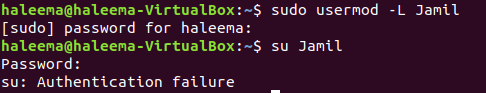 haleema@haleema-VirtualBox:~$ sudo usermod -L Jamil
[sudo] password for haleema:
haleema@haleema-VirtualBox:~$ su Jamil
Password:
su: Authentication failure